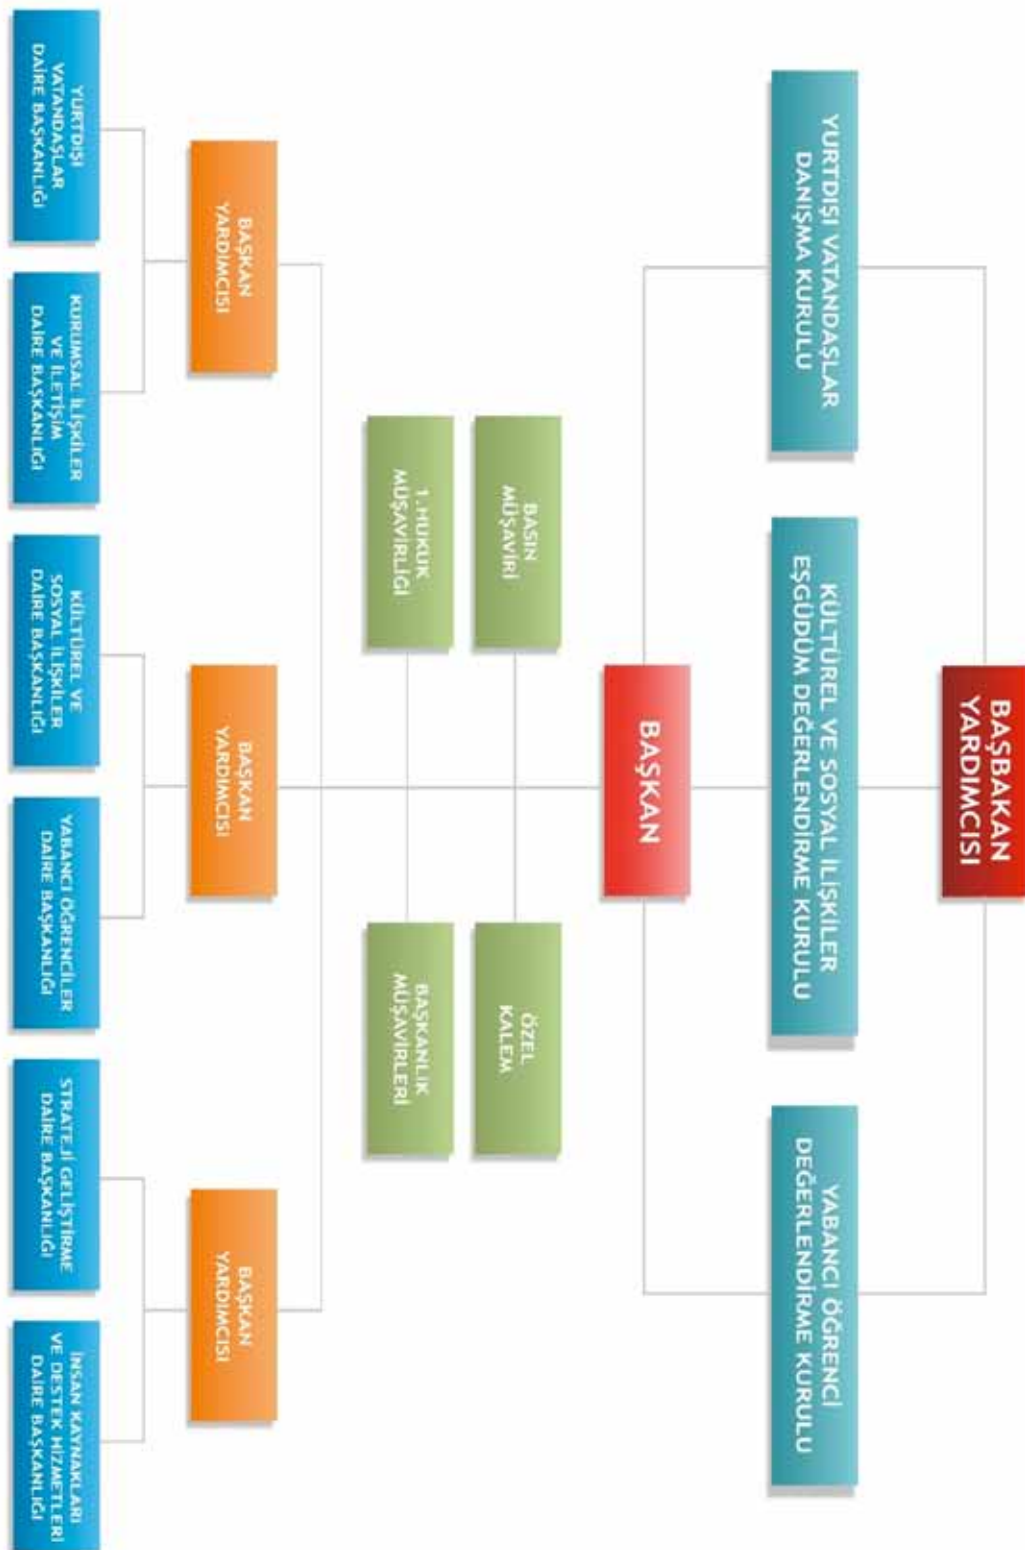 BAŞBAKAN
YARDIMCISI
YURTDIŞI VATANDAŞLAR
DANIŞMA KURULU
KÜLTÜREL VE SOSYAL İLİŞKİLER
EŞGÜDÜM DEĞERLENDİRME KURULU
YABANCI ÖĞRENCİ
DEĞERLENDİRME KURULU
BAŞKAN
BASIN
MÜŞAVİRİ
ÖZEL
KALEM
1.HUKUK
MÜŞAVİRLİĞİ
BAŞKANLIK
MÜŞAVİRLERİ
BAŞKAN
YARDIMCISI
BAŞKAN
YARDIMCISI
BAŞKAN
YARDIMCISI
YURTDIŞI
VATANDAŞLAR
DAİRE BAŞKANLIĞI
KURUMSAL İLİŞKİLER
VE İLETİŞİM
DAİRE BAŞKANLIĞI
KÜLTÜREL VE
SOSYAL İLİŞKİLER
DAİRE BAŞKANLIĞI
YABANCI ÖĞRENCİLER
DAİRE BAŞKANLIĞI
STRATEJİ GELİŞTİRME
DAİRE BAŞKANLIĞI
İNSAN KAYNAKLARI
VE DESTEK HİZMETLERİ
DAİRE BAŞKANLIĞI